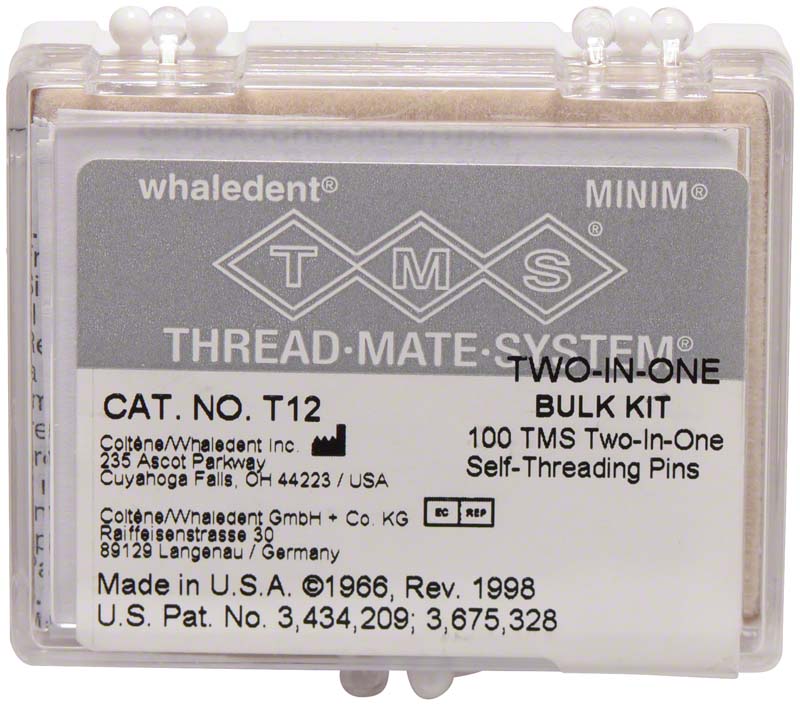 whaledent® MINIM®
TMS®
THREAD·MATE·SYSTEM®
TWO-IN-ONE
CAT. NO. T12
BULK KIT
100 TMS Two-In-One
Self-Threading Pins
Coltène/Whaledent Inc.
235 Ascot Parkway
Cuyahoga Falls, OH 44223 / USA
Coltène/Whaledent GmbH + Co. KG EC REP
Raiffeisenstrasse 30
89129 Langenau / Germany
Made in U.S.A. ©1966, Rev. 1998
U.S. Pat. No. 3,434,209; 3,675,328